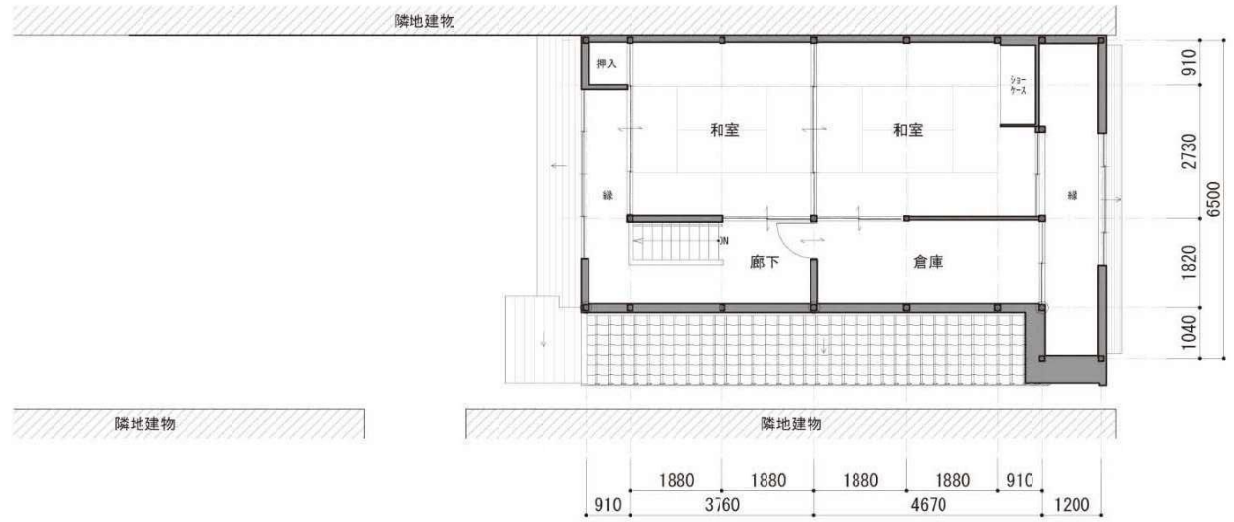 隣地建物
押入
ショー
ケース
和室
和室
縁
縁
DN
廊下
倉庫
910
2730
1820
1040
6500
隣地建物
隣地建物
1880
1880
1880
1880
910
910
3760
4670
1200